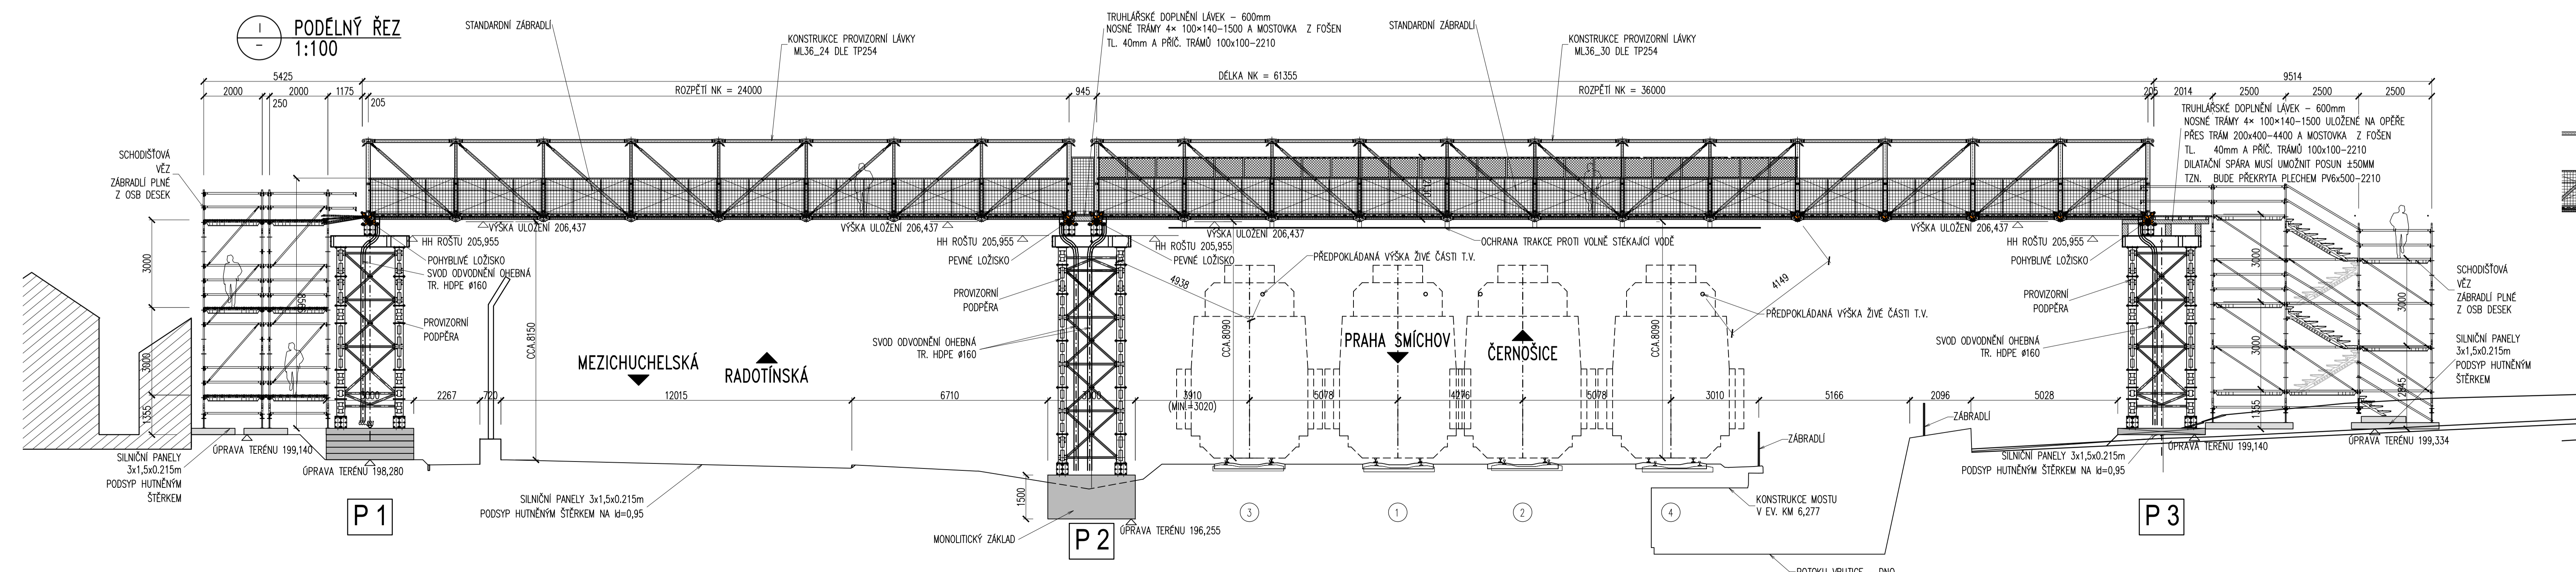 PODÉLNÝ ŘEZ
1:100
STANDARDNÍ ZÁBRADLÍ
KONSTRUKCE PROVIZORNÍ LÁVKY
ML36_24 DLE TP254
TRUHLÁŘSKÉ DOPLNĚNÍ LÁVEK - 600mm
NOSNÉ TRÁMY 4× 100×140-1500 A MOSTOVKA Z FOŠEN
TL. 40mm A PŘÍČ. TRÁMŮ 100x100-2210
STANDARDNÍ ZÁBRADLÍ
KONSTRUKCE PROVIZORNÍ LÁVKY
ML36_30 DLE TP254
5425
DÉLKA NK = 61355
9514
2000
250
2000
1175
205
ROZPĚTÍ NK = 24000
945
ROZPĚTÍ NK = 36000
205
2014
2500
2500
2500
TRUHLÁŘSKÉ DOPLNĚNÍ LÁVEK - 600mm
NOSNÉ TRÁMY 4× 100×140-1500 ULOŽENÉ NA OPĚŘE
PŘES TRÁM 200x400-4400 A MOSTOVKA Z FOŠEN
TL. 40mm A PŘÍČ. TRÁMŮ 100x100-2210
DILATAČNÍ SPÁRA MUSÍ UMOŽNIT POSUN ±50MM
TZN. BUDE PŘEKRYTA PLECHEM PV6x500-2210
SCHODIŠŤOVÁ
VĚZ
ZÁBRADLÍ PLNÉ
Z OSB DESEK
VÝŠKA ULOŽENÍ 206,437
VÝŠKA ULOŽENÍ 206,437
VÝŠKA ULOŽENÍ 206,437
VÝŠKA ULOŽENÍ 206,437
HH ROŠTU 205,955
POHYBLIVÉ LOŽISKO
SVOD ODVODNĚNÍ OHEBNÁ
TR. HDPE ø160
HH ROŠTU 205,955
PEVNÉ LOŽISKO
HH ROŠTU 205,955
PEVNÉ LOŽISKO
OCHRANA TRAKCE PROTI VOLNĚ STÉKAJÍCÍ VODĚ
PŘEDPOKLÁDANÁ VÝŠKA ŽIVÉ ČÁSTI T.V.
HH ROŠTU 205,955
POHYBLIVÉ LOŽISKO
3000
3000
1355
PROVIZORNÍ
PODPĚRA
PROVIZORNÍ
PODPĚRA
SVOD ODVODNĚNÍ OHEBNÁ
TR. HDPE ø160
CCA.8150
4938
CCA.8090
CCA.8090
4149
PŘEDPOKLÁDANÁ VÝŠKA ŽIVÉ ČÁSTI T.V.
PROVIZORNÍ
PODPĚRA
SVOD ODVODNĚNÍ OHEBNÁ
TR. HDPE ø160
3000
3000
1355
3000
2845
SCHODIŠŤOVÁ
VĚZ
ZÁBRADLÍ PLNÉ
Z OSB DESEK
SILNIČNÍ PANELY
3x1,5x0.215m
PODSYP HUTNĚNÝM
ŠTĚRKEM
MEZICHUCHELSKÁ
RADOTÍNSKÁ
PRAHA SMÍCHOV
ČERNOŠICE
3000
2267
720
12015
6710
3000
3910
(MIN.=3020)
5078
4276
5078
3010
5166
2096
5028
ZÁBRADLÍ
ZÁBRADLÍ
SILNIČNÍ PANELY
3x1,5x0.215m
PODSYP HUTNĚNÝM
ŠTĚRKEM
ÚPRAVA TERÉNU 199,140
ÚPRAVA TERÉNU 198,280
SILNIČNÍ PANELY 3x1,5x0.215m
PODSYP HUTNĚNÝM ŠTĚRKEM NA Id=0,95
1500
MONOLITICKÝ ZÁKLAD
ÚPRAVA TERÉNU 196,255
KONSTRUKCE MOSTU
V EV. KM 6,277
SILNIČNÍ PANELY 3x1,5x0.215m
PODSYP HUTNĚNÝM ŠTĚRKEM NA Id=0,95
ÚPRAVA TERÉNU 199,140
ÚPRAVA TERÉNU 199,334
P 1
P 2
3
1
2
4
P 3